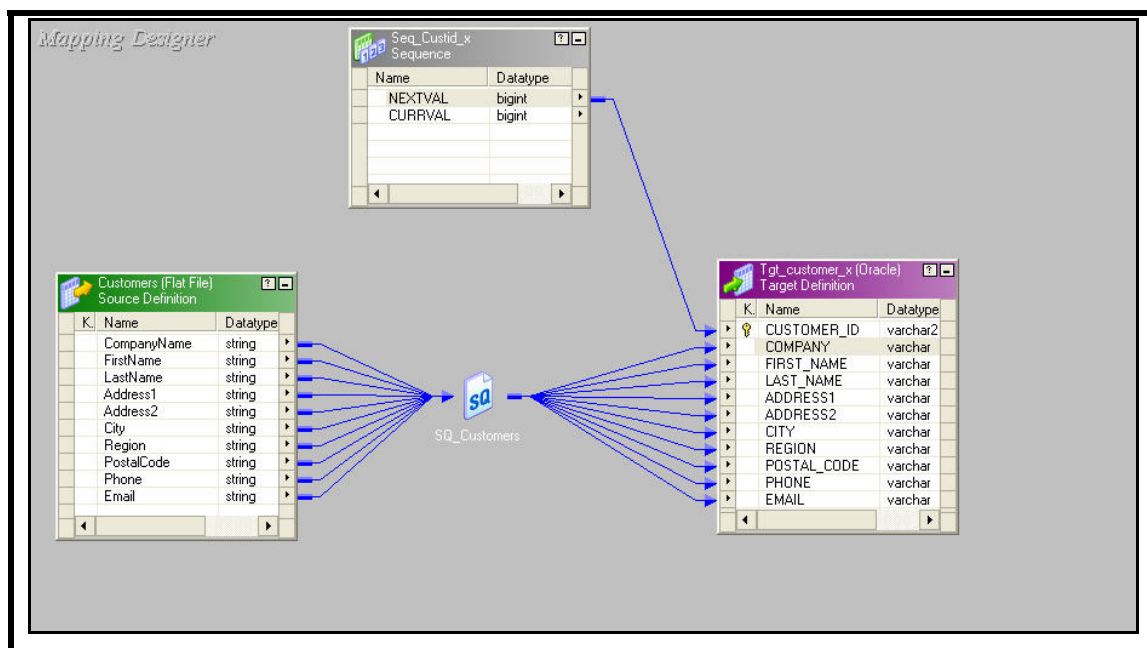 Mapping Designer
Seq_Custid_x
Sequence
Name Datatype
NEXTVAL bigint
CURRVAL bigint
Customers (Flat File)
Source Definition
K. Name Datatype
CompanyName string
FirstName string
LastName string
Address1 string
Address2 string
City string
Region string
PostalCode string
Phone string
Email string
SQ
SQ_Customers
Tgt_customer_x (Oracle)
Target Definition
K. Name Datatype
CUSTOMER_ID varchar2
COMPANY varchar
FIRST_NAME varchar
LAST_NAME varchar
ADDRESS1 varchar
ADDRESS2 varchar
CITY varchar
REGION varchar
POSTAL_CODE varchar
PHONE varchar
EMAIL varchar